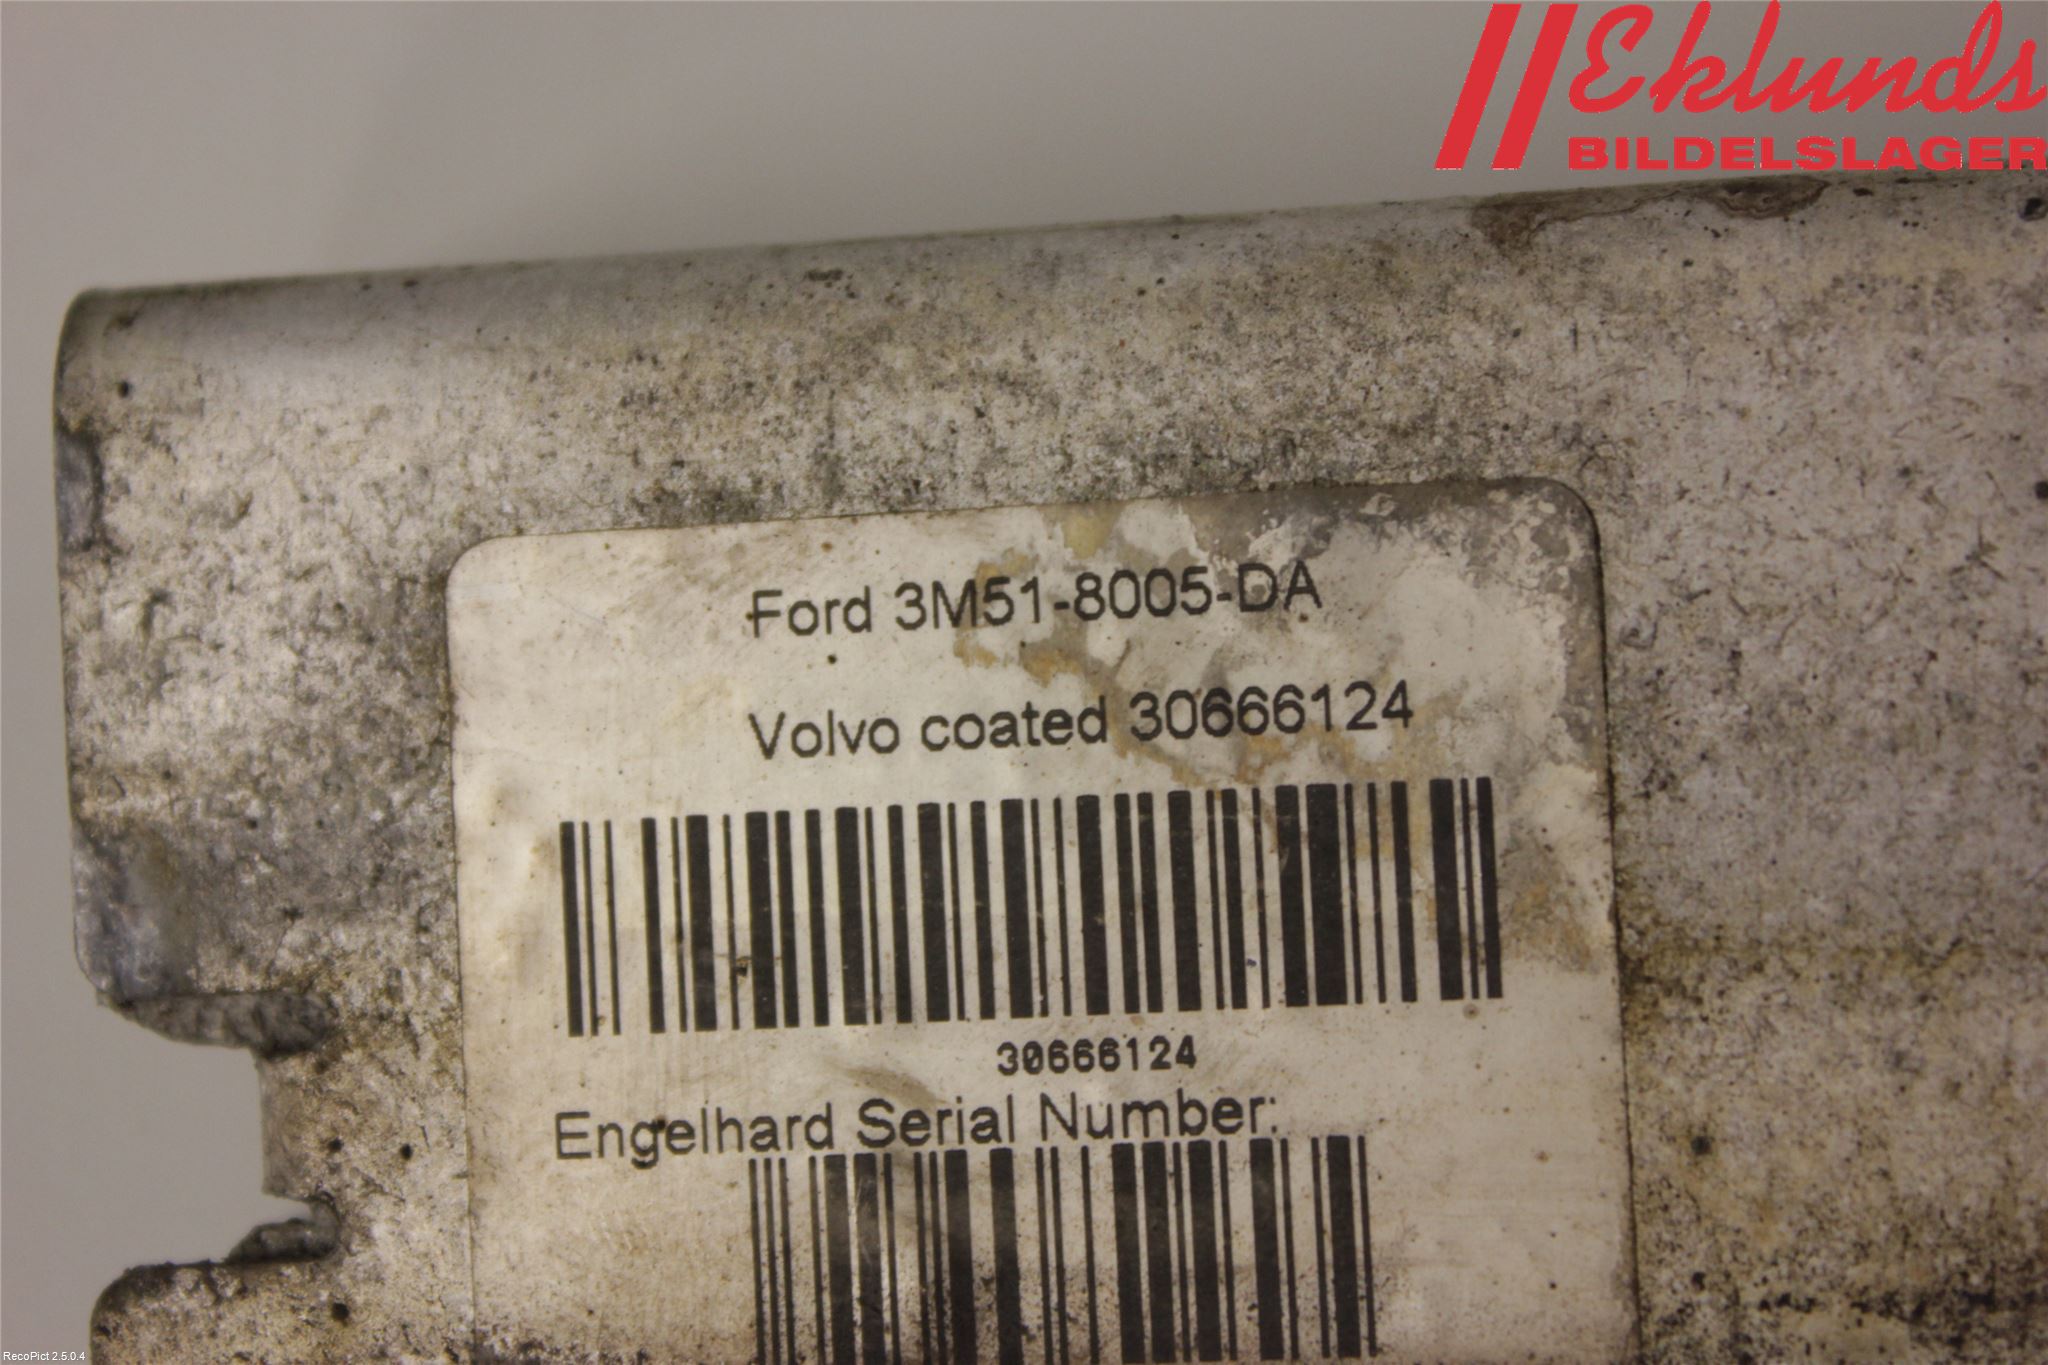 Eklunds
BILDELSLAGER
Ford 3M51-8005-DA
Volvo coated 30666124
30666124
Engelhard Serial Number:
RecoPict 2.5.0.4